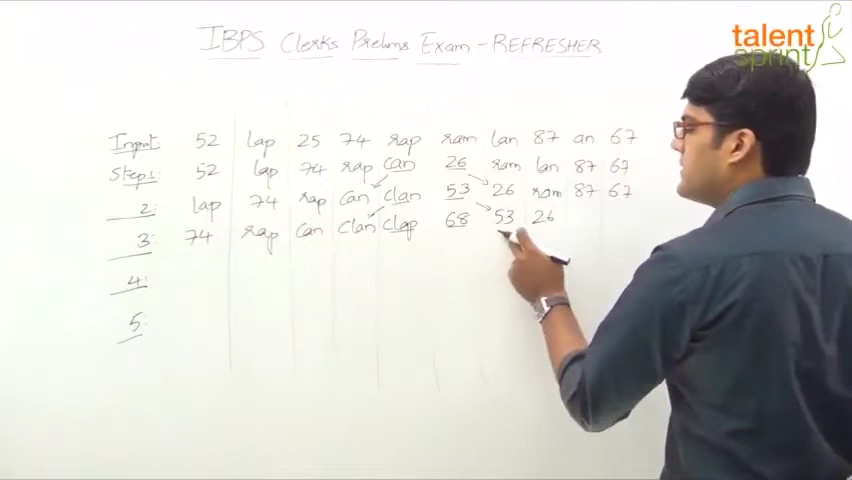 talent
sprint
IBPS Clerks Prelims Exam - REFRESHER
Input: 52 lap 25 74 rap ram lan 87 an 67
Step 1: 52 lap 74 rap can 26 ram lan 87 67
2: lap 74 rap can clan 53 26 ram 87 67
3: 74 rap can clan clap 68 53 26
4:
5: